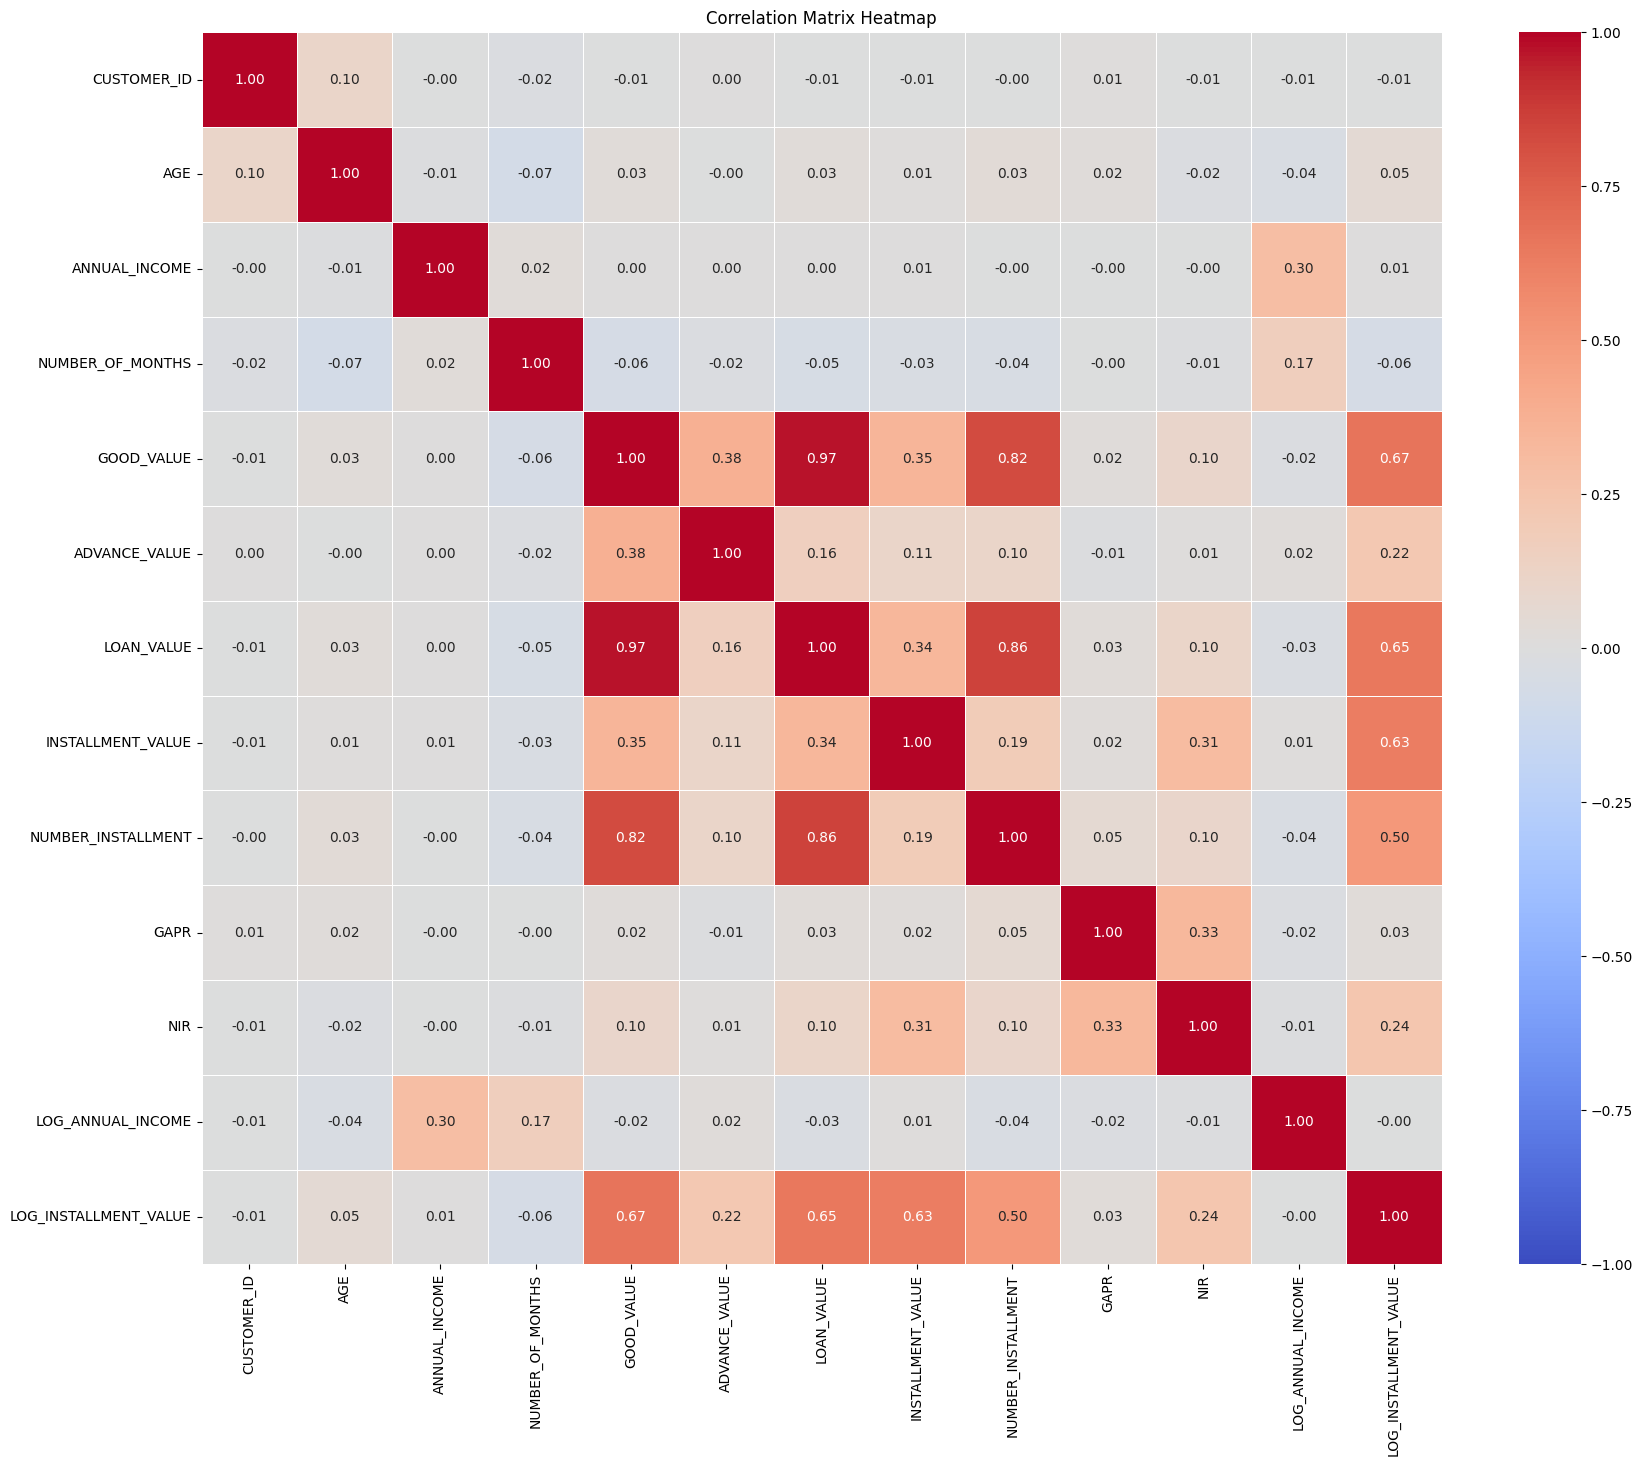 Correlation Matrix Heatmap
CUSTOMER_ID 1.00 0.10 -0.00 -0.02 -0.01 0.00 -0.01 -0.01 -0.00 0.01 -0.01 -0.01 -0.01
AGE 0.10 1.00 -0.01 -0.07 0.03 -0.00 0.03 0.01 0.03 0.02 -0.02 -0.04 0.05
ANNUAL_INCOME -0.00 -0.01 1.00 0.02 0.00 0.00 0.00 0.01 -0.00 -0.00 -0.00 0.30 0.01
NUMBER_OF_MONTHS -0.02 -0.07 0.02 1.00 -0.06 -0.02 -0.05 -0.03 -0.04 -0.00 -0.01 0.17 -0.06
GOOD_VALUE -0.01 0.03 0.00 -0.06 1.00 0.38 0.97 0.35 0.82 0.02 0.10 -0.02 0.67
ADVANCE_VALUE 0.00 -0.00 0.00 -0.02 0.38 1.00 0.16 0.11 0.10 -0.01 0.01 0.02 0.22
LOAN_VALUE -0.01 0.03 0.00 -0.05 0.97 0.16 1.00 0.34 0.86 0.03 0.10 -0.03 0.65
INSTALLMENT_VALUE -0.01 0.01 0.01 -0.03 0.35 0.11 0.34 1.00 0.19 0.02 0.31 0.01 0.63
NUMBER_INSTALLMENT -0.00 0.03 -0.00 -0.04 0.82 0.10 0.86 0.19 1.00 0.05 0.10 -0.04 0.50
GAPR 0.01 0.02 -0.00 -0.00 0.02 -0.01 0.03 0.02 0.05 1.00 0.33 -0.02 0.03
NIR -0.01 -0.02 -0.00 -0.01 0.10 0.01 0.10 0.31 0.10 0.33 1.00 -0.01 0.24
LOG_ANNUAL_INCOME -0.01 -0.04 0.30 0.17 -0.02 0.02 -0.03 0.01 -0.04 -0.02 -0.01 1.00 -0.00
LOG_INSTALLMENT_VALUE -0.01 0.05 0.01 -0.06 0.67 0.22 0.65 0.63 0.50 0.03 0.24 -0.00 1.00
CUSTOMER_ID
AGE
ANNUAL_INCOME
NUMBER_OF_MONTHS
GOOD_VALUE
ADVANCE_VALUE
LOAN_VALUE
INSTALLMENT_VALUE
NUMBER_INSTALLMENT
GAPR
NIR
LOG_ANNUAL_INCOME
LOG_INSTALLMENT_VALUE
1.00
0.75
0.50
0.25
0.00
−0.25
−0.50
−0.75
−1.00